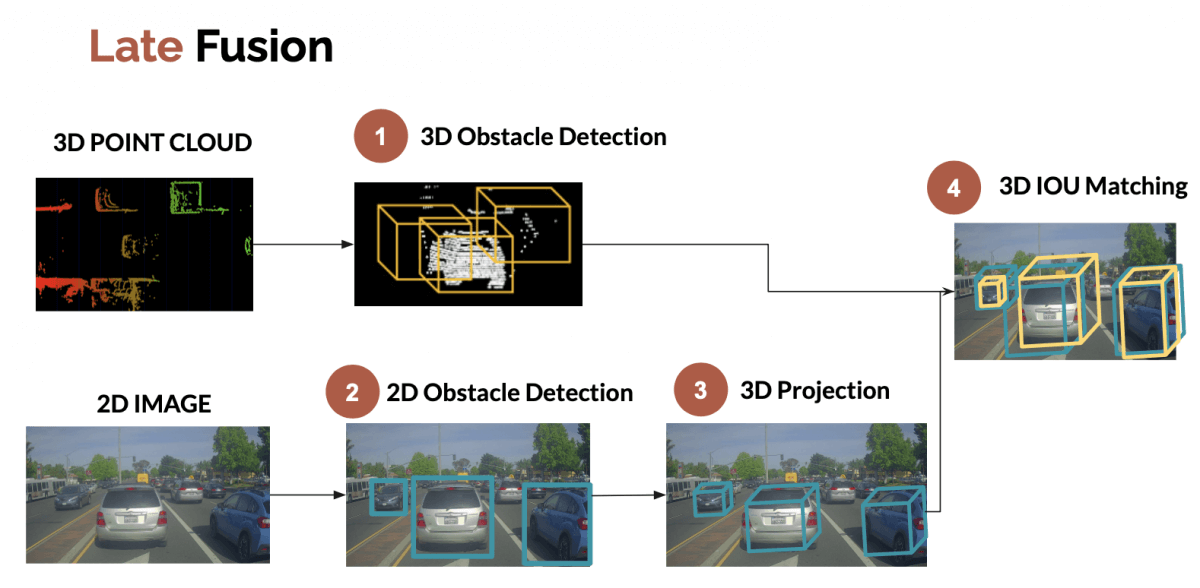 Late Fusion
3D POINT CLOUD
1
3D Obstacle Detection
4
3D IOU Matching
2D IMAGE
2
2D Obstacle Detection
3
3D Projection